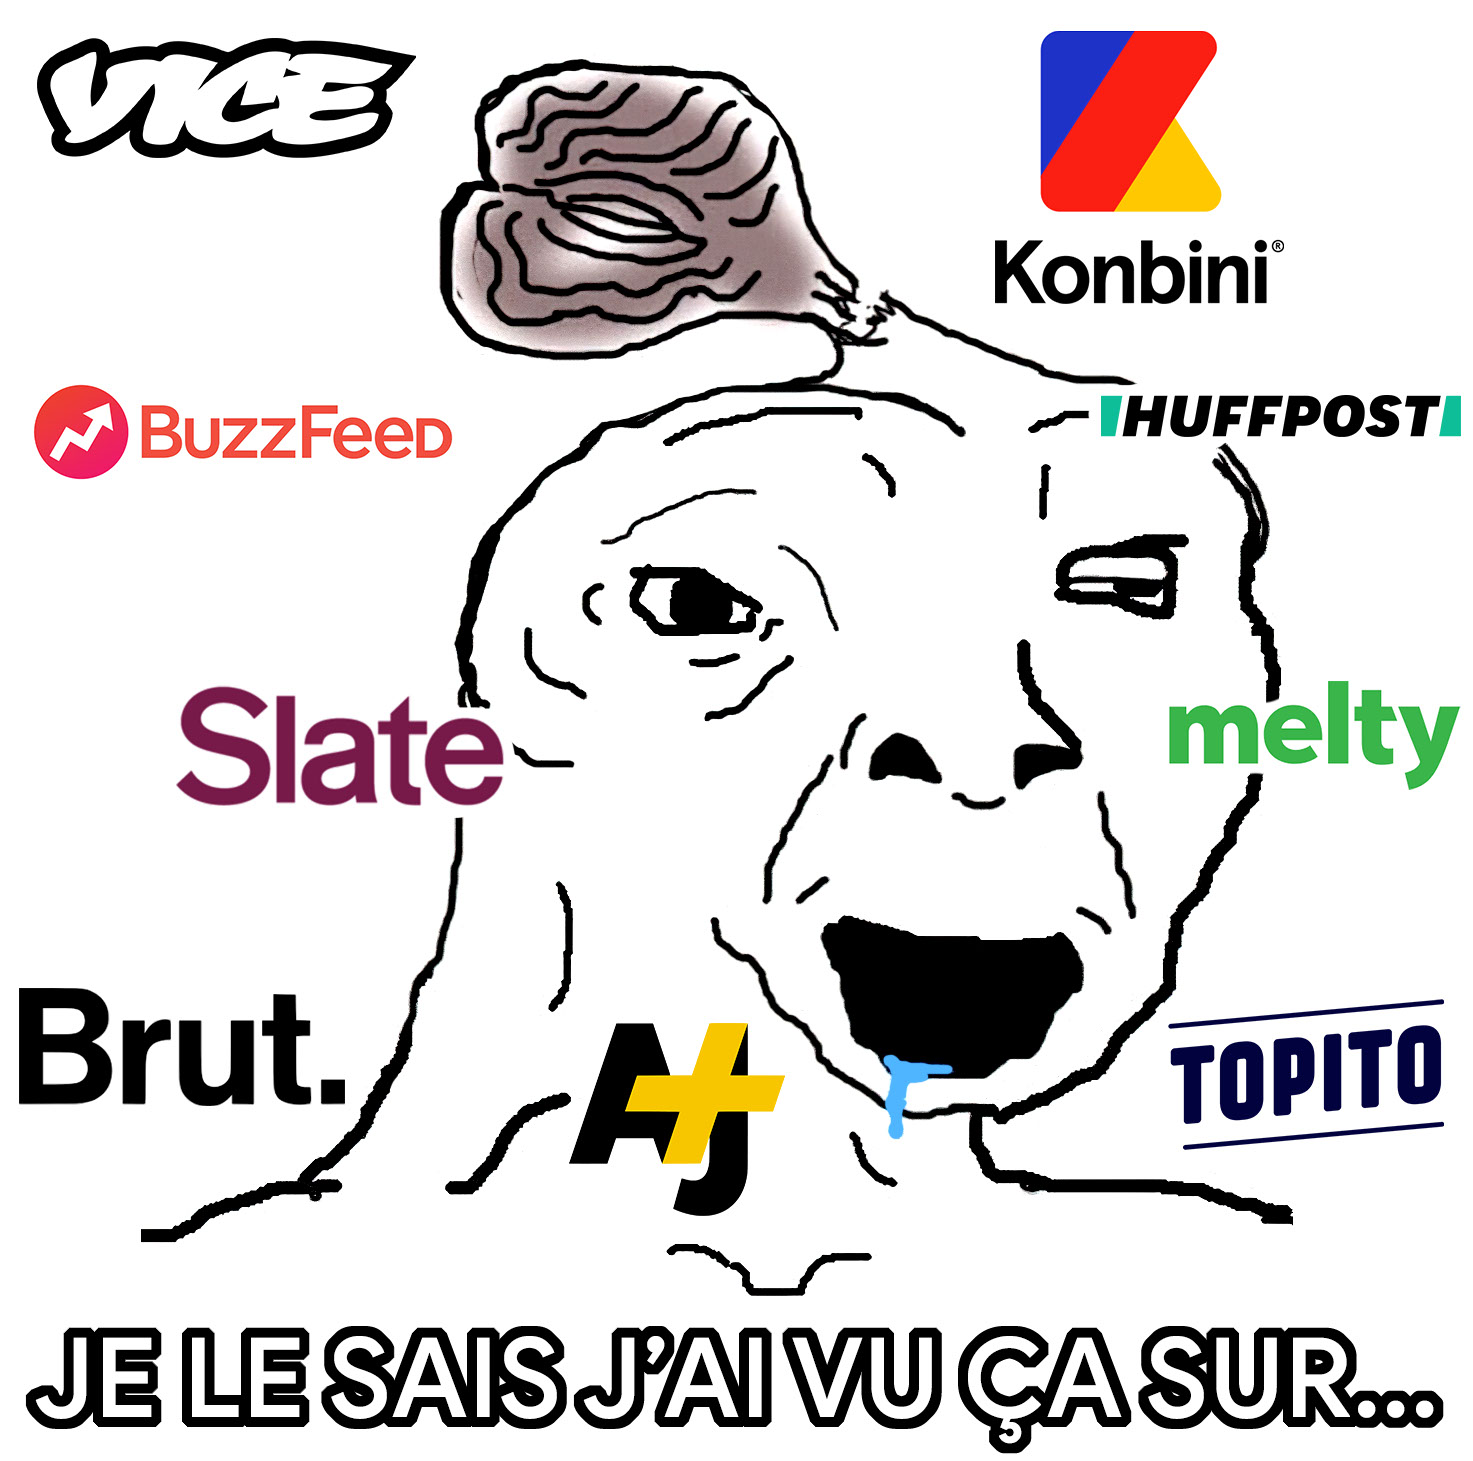 VICE
Konbini®
BuzzFeed
HUFFPOST
Slate
melty
Brut.
AJ+
TOPITO
JE LE SAIS J'AI VU ÇA SUR...